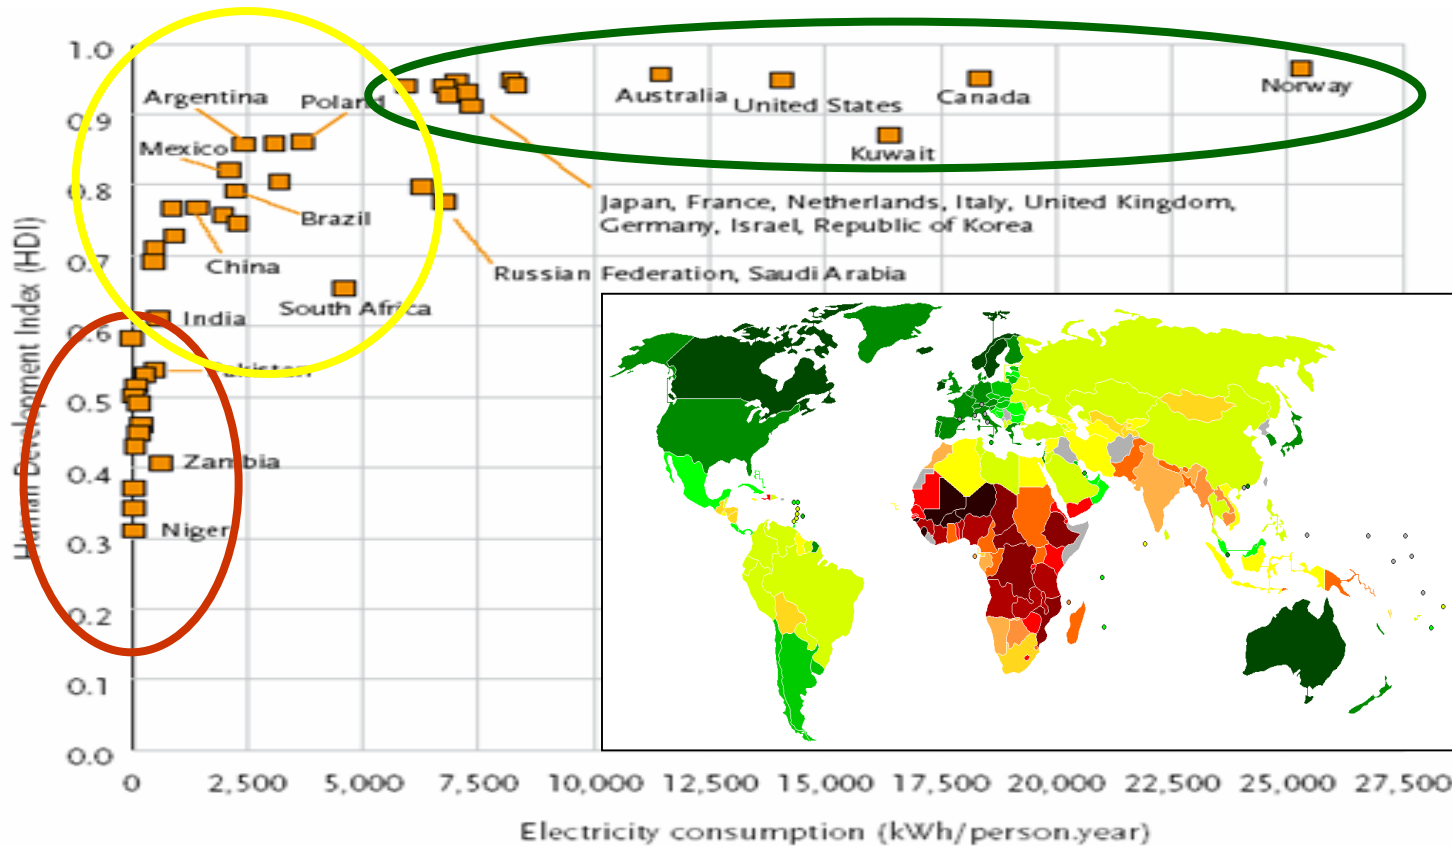 1.0
Argentina
Poland
0.9
Australia
United States
Canada
Norway
Mexico
Kuwait
0.8
Brazil
Japan, France, Netherlands, Italy, United Kingdom,
Germany, Israel, Republic of Korea
0.7
China
Russian Federation, Saudi Arabia
South Africa
0.6
India
Pakistan
0.5
0.4
Zambia
Niger
0.3
0.2
0.1
0.0
Human Development Index (HDI)
0 2,500 5,000 7,500 10,000 12,500 15,000 17,500 20,000 22,500 25,000 27,500
Electricity consumption (kWh/person.year)